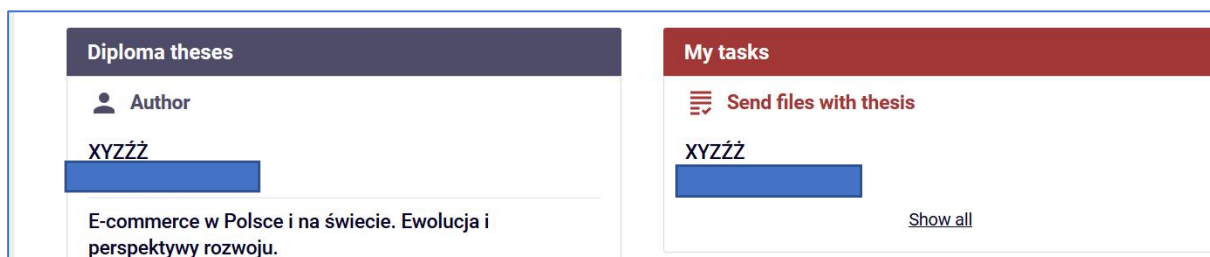 Diploma theses
Author
XYZŹŻ
E-commerce w Polsce i na świecie. Ewolucja i
perspektywy rozwoju.
My tasks
Send files with thesis
XYZŹŻ
Show all